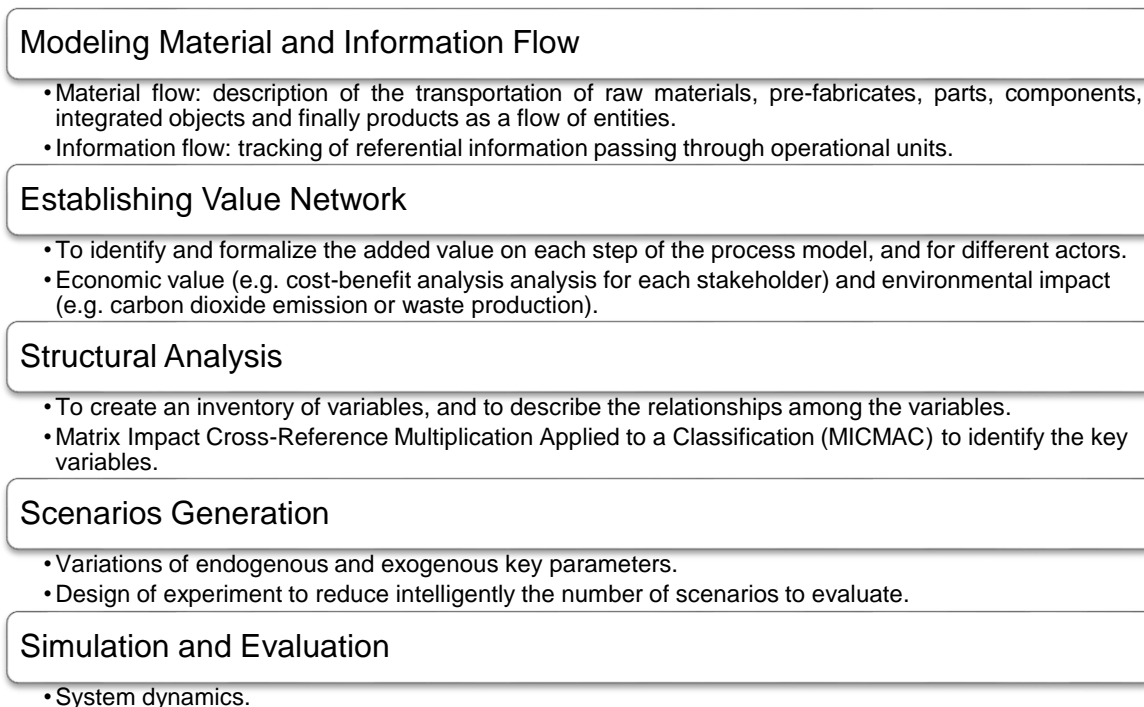 Modeling Material and Information Flow
•Material flow: description of the transportation of raw materials, pre-fabricates, parts, components,
integrated objects and finally products as a flow of entities.
•Information flow: tracking of referential information passing through operational units.
Establishing Value Network
•To identify and formalize the added value on each step of the process model, and for different actors.
•Economic value (e.g. cost-benefit analysis analysis for each stakeholder) and environmental impact
(e.g. carbon dioxide emission or waste production).
Structural Analysis
•To create an inventory of variables, and to describe the relationships among the variables.
•Matrix Impact Cross-Reference Multiplication Applied to a Classification (MICMAC) to identify the key
variables.
Scenarios Generation
•Variations of endogenous and exogenous key parameters.
•Design of experiment to reduce intelligently the number of scenarios to evaluate.
Simulation and Evaluation
•System dynamics.